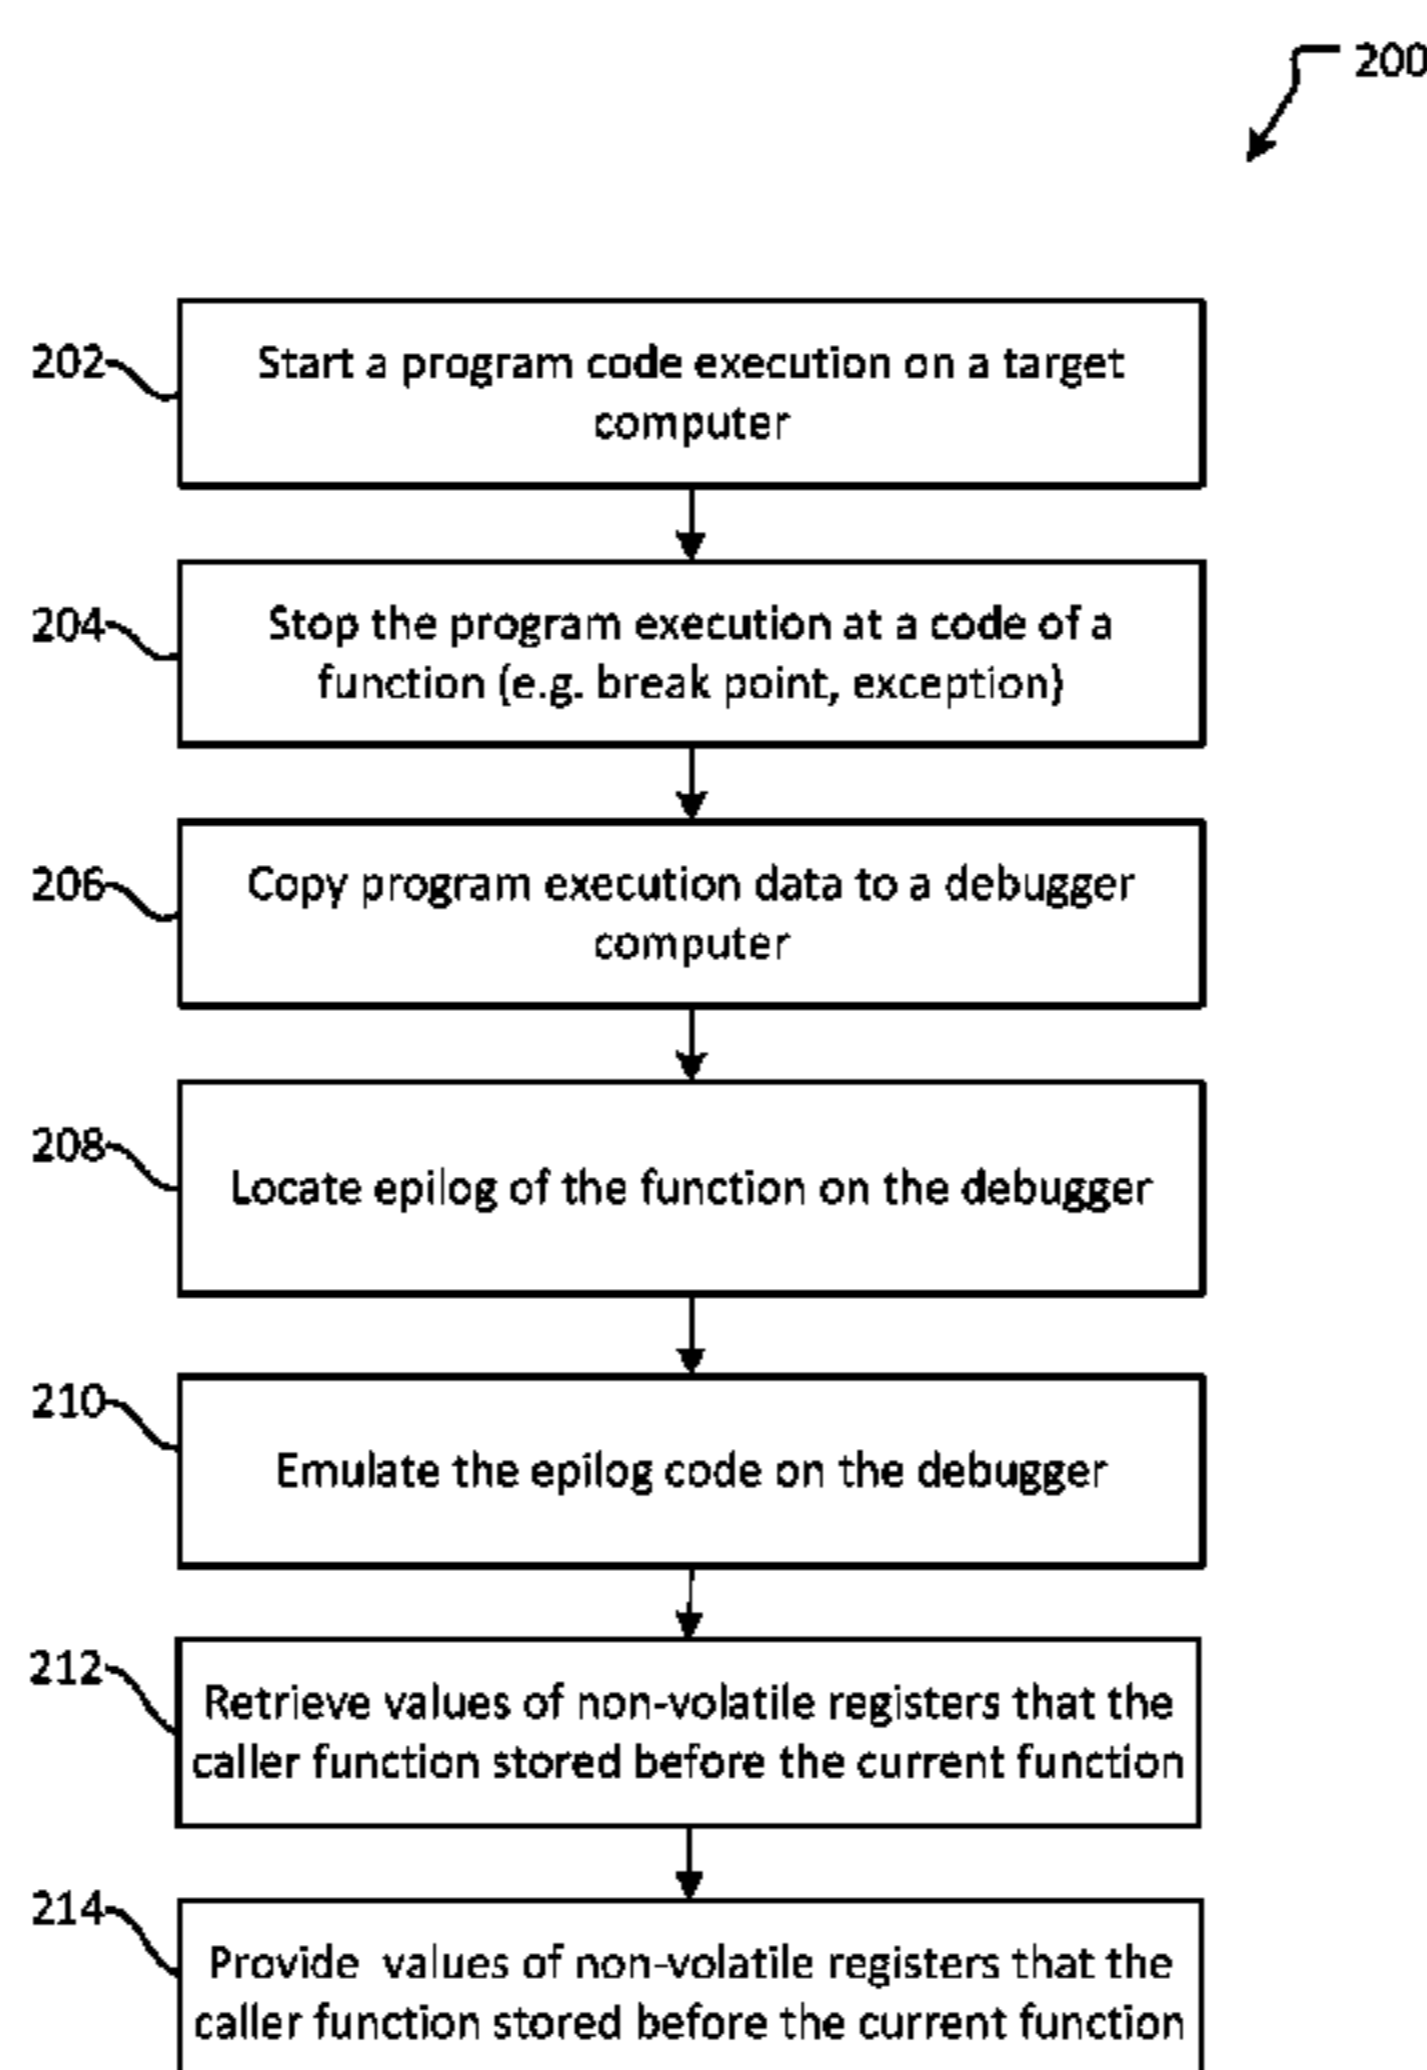 200
202
Start a program code execution on a target
computer
204
Stop the program execution at a code of a
function (e.g. break point, exception)
206
Copy program execution data to a debugger
computer
208
Locate epilog of the function on the debugger
210
Emulate the epilog code on the debugger
212
Retrieve values of non-volatile registers that the
caller function stored before the current function
214
Provide values of non-volatile registers that the
caller function stored before the current function